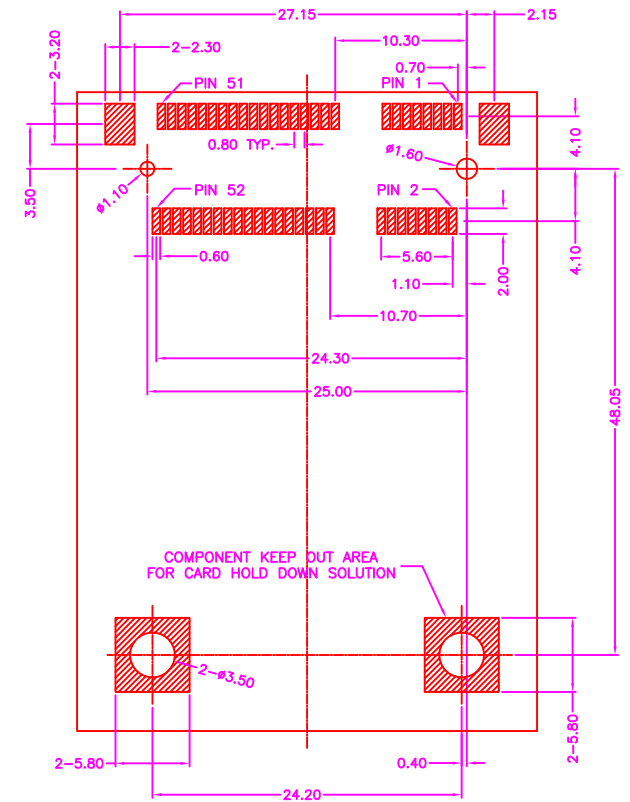 27.15
2.15
10.30
2-3.20
2-2.30
0.70
PIN 51
PIN 1
0.80 TYP.
ø1.60
4.10
3.50
ø1.10
PIN 52
PIN 2
0.60
5.60
1.10
2.00
4.10
10.70
24.30
25.00
48.05
COMPONENT KEEP OUT AREA
FOR CARD HOLD DOWN SOLUTION
2-ø3.50
2-5.80
0.40
2-5.80
24.20